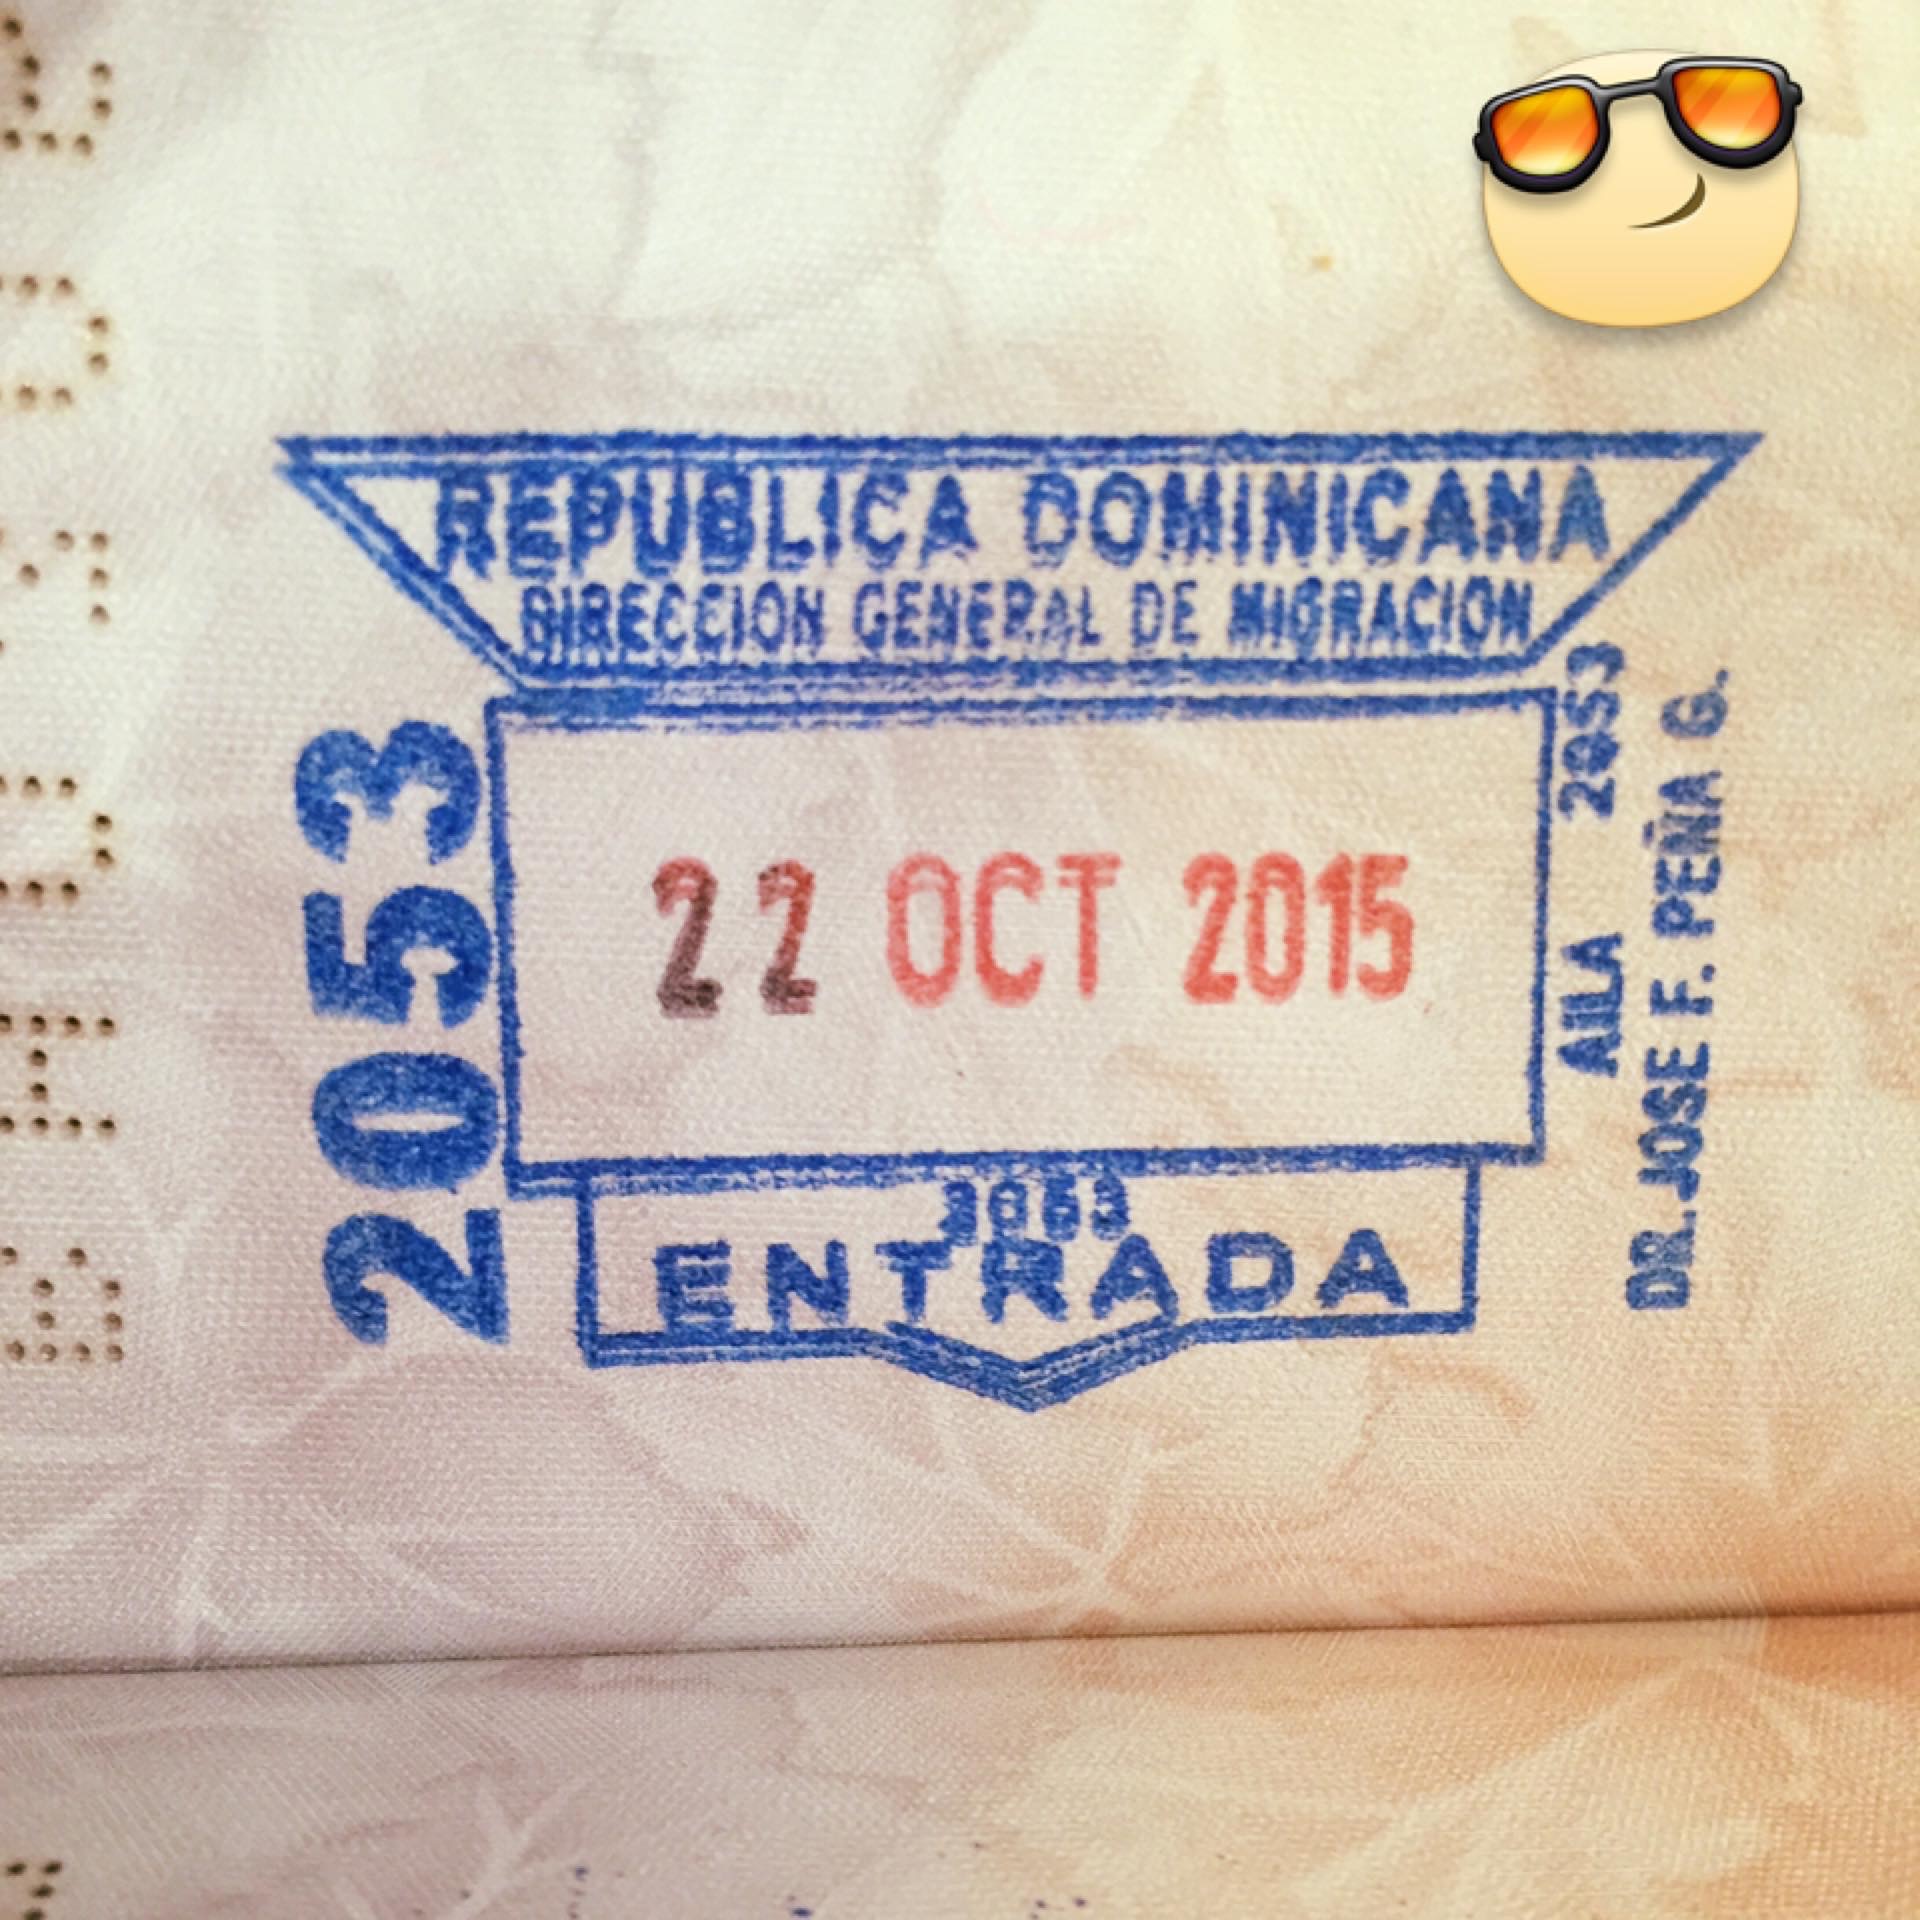 REPUBLICA DOMINICANA
DIRECCION GENERAL DE MIGRACION
2053
22 OCT 2015
AILA 2053
DR. JOSE F. PEÑA G.
ENTRADA